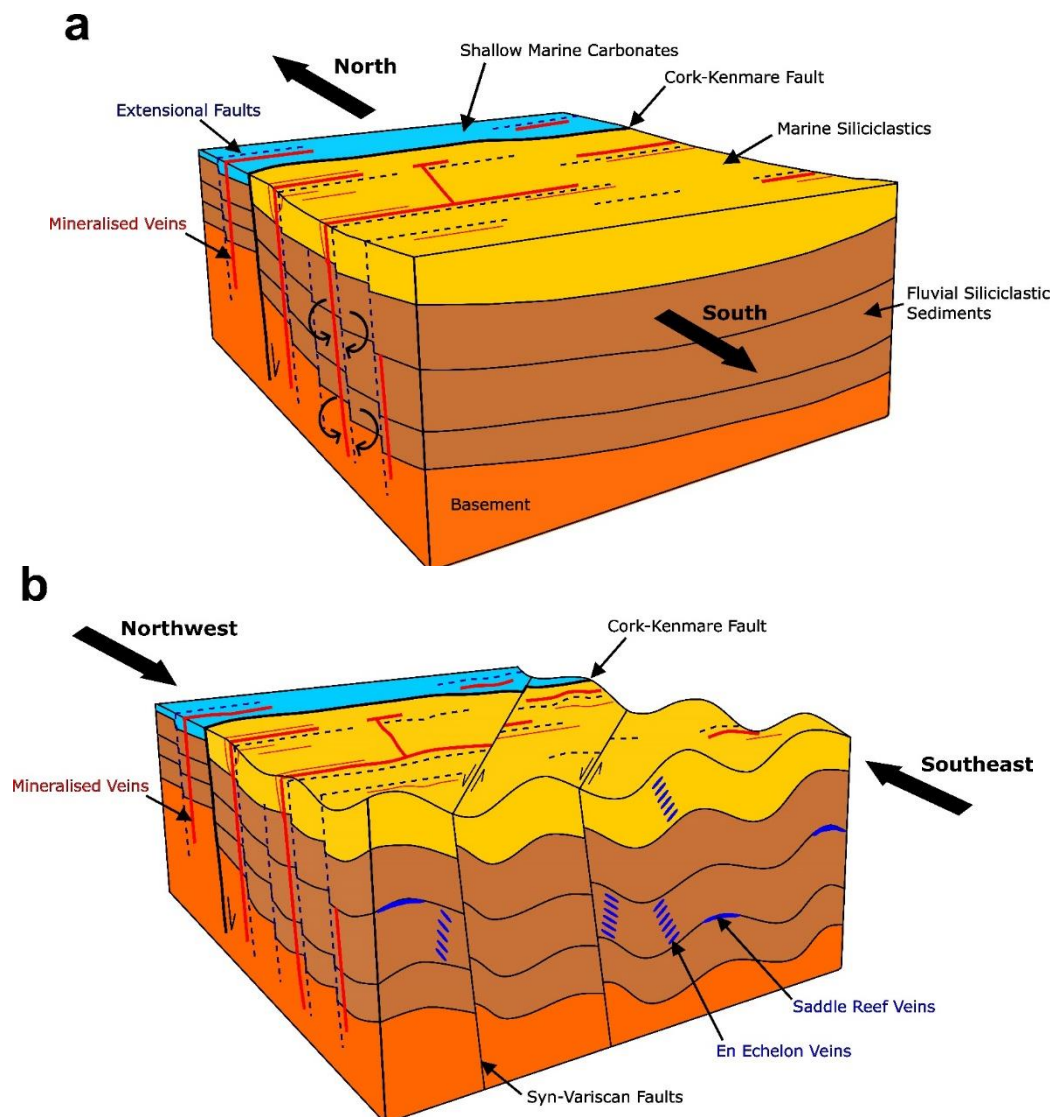 a
North
Shallow Marine Carbonates
Cork-Kenmare Fault
Extensional Faults
Marine Siliciclastics
Mineralised Veins
South
Fluvial Siliciclastic
Sediments
Basement
b
Northwest
Cork-Kenmare Fault
Mineralised Veins
Southeast
Saddle Reef Veins
En Echelon Veins
Syn-Variscan Faults